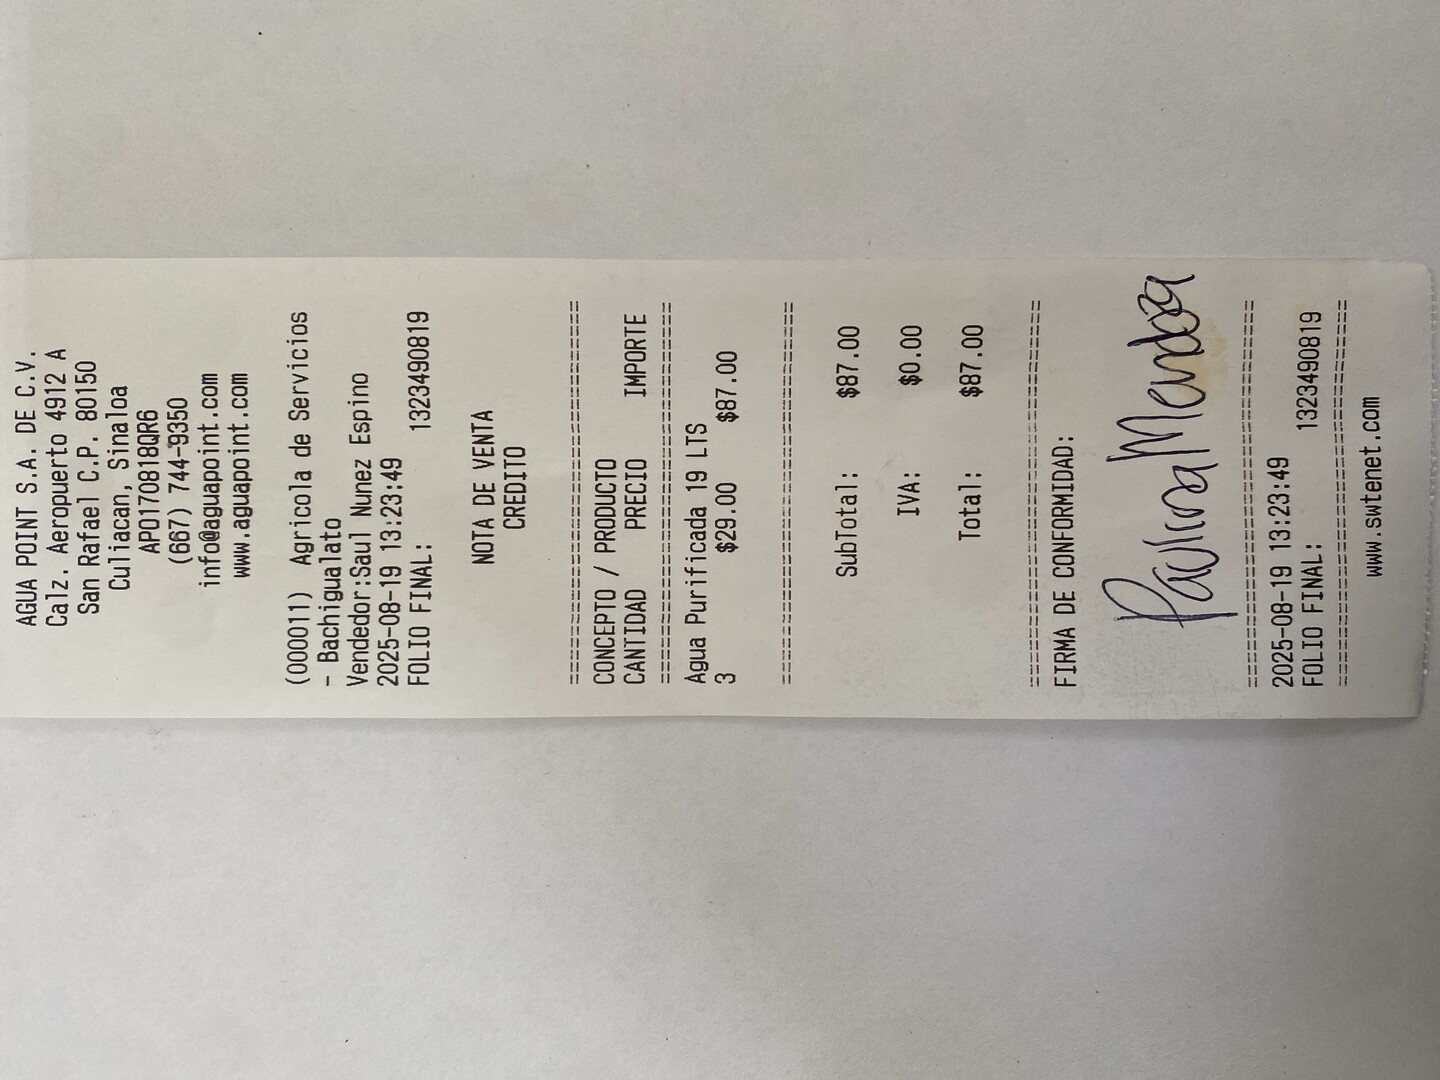 AGUA POINT S.A. DE C.V.
Calz. Aeropuerto 4912 A
San Rafael C.P. 80150
Culiacan, Sinaloa
APO170818QR6
(667) 744-9350
info@aguapoint.com
www.aguapoint.com
(000011) Agricola de Servicios
- Bachigualato
Vendedor:Saul Nunez Espino
2025-08-19 13:23:49
FOLIO FINAL: 1323490819
NOTA DE VENTA
CREDITO
================================
CONCEPTO / PRODUCTO
CANTIDAD PRECIO IMPORTE
================================
Agua Purificada 19 LTS
3 $29.00 $87.00
================================
SubTotal: $87.00
IVA: $0.00
Total: $87.00
================================
FIRMA DE CONFORMIDAD:
Paulina Mendoza
================================
2025-08-19 13:23:49
FOLIO FINAL: 1323490819
================================
www.swtenet.com